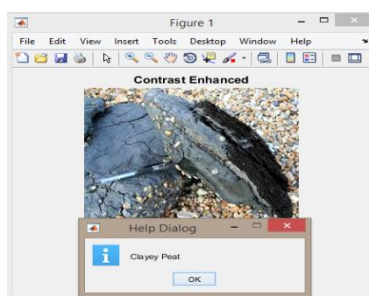 Figure 1
File Edit View Insert Tools Desktop Window Help
Contrast Enhanced
Help Dialog
Clayey Peat
OK